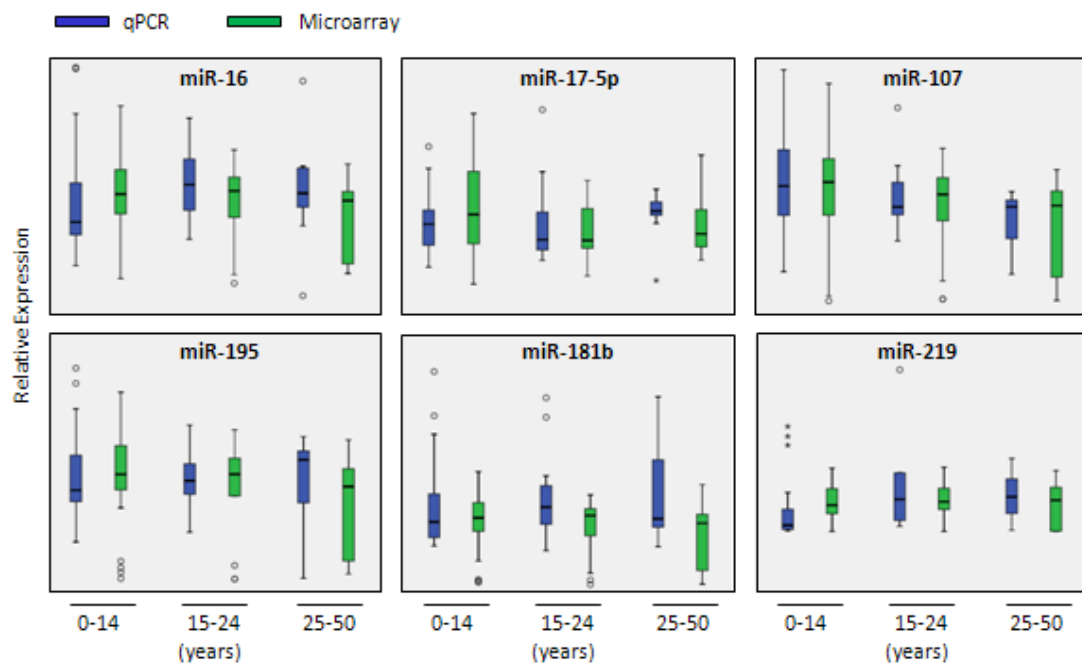 qPCR Microarray
miR-16 miR-17-5p miR-107
Relative Expression
miR-195 miR-181b miR-219
0-14 15-24 25-50 0-14 15-24 25-50 0-14 15-24 25-50
(years) (years) (years)